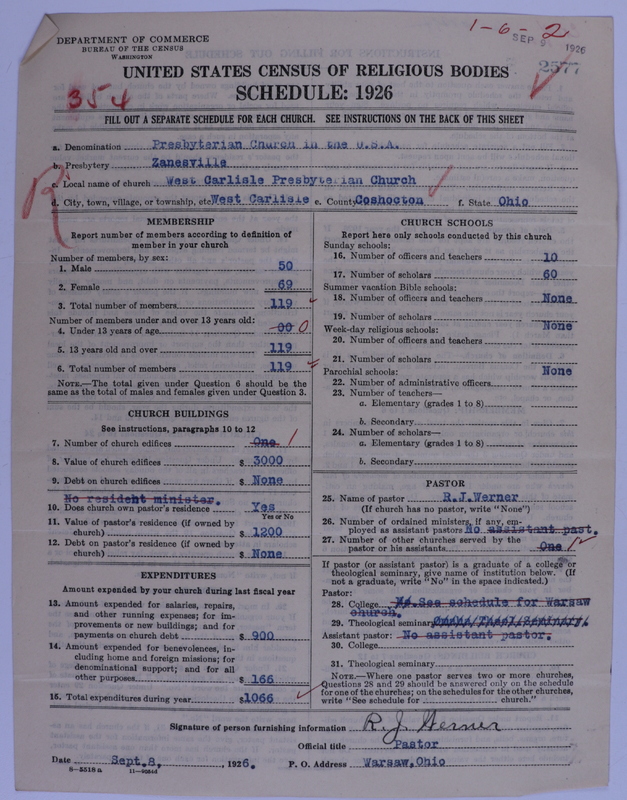 1-6-2
SEP 9 1926
2577
DEPARTMENT OF COMMERCE
BUREAU OF THE CENSUS
WASHINGTON
UNITED STATES CENSUS OF RELIGIOUS BODIES
354
SCHEDULE: 1926
FILL OUT A SEPARATE SCHEDULE FOR EACH CHURCH. SEE INSTRUCTIONS ON THE BACK OF THIS SHEET
a. Denomination Presbyterian Church in the U.S.A.
b. Presbytery Zanesville
c. Local name of church West Carlisle Presbyterian Church
d. City, town, village, or township, etc West Carlisle e. County Coshocton f. State Ohio
R
MEMBERSHIP
Report number of members according to definition of
member in your church
Number of members, by sex:
1. Male 50
2. Female 69
3. Total number of members 119
Number of members under and over 13 years old:
4. Under 13 years of age 00 0
5. 13 years old and over 119
6. Total number of members 119
NOTE.—The total given under Question 6 should be the
same as the total of males and females given under Question 3.
CHURCH BUILDINGS
See instructions, paragraphs 10 to 12
7. Number of church edifices One 1
8. Value of church edifices $ 3000
9. Debt on church edifices $ None
No resident minister.
10. Does church own pastor's residence Yes
Yes or No
11. Value of pastor's residence (if owned by
church) $ 1200
12. Debt on pastor's residence (if owned by
church) $ None
EXPENDITURES
Amount expended by your church during last fiscal year
13. Amount expended for salaries, repairs,
and other running expenses; for im-
provements or new buildings; and for
payments on church debt $ 900
14. Amount expended for benevolences, in-
cluding home and foreign missions; for
denominational support; and for all
other purposes $ 166
15. Total expenditures during year $1066
CHURCH SCHOOLS
Report here only schools conducted by this church
Sunday schools:
16. Number of officers and teachers 10
17. Number of scholars 60
Summer vacation Bible schools:
18. Number of officers and teachers None
19. Number of scholars
Week-day religious schools: None
20. Number of officers and teachers
21. Number of scholars
Parochial schools: None
22. Number of administrative officers
23. Number of teachers—
a. Elementary (grades 1 to 8)
b. Secondary
24. Number of scholars—
a. Elementary (grades 1 to 8)
b. Secondary
PASTOR
25. Name of pastor R.J.Werner
(If church has no pastor, write "None")
26. Number of ordained ministers, if any, em-
ployed as assistant pastors No assistant past.
27. Number of other churches served by the
pastor or his assistants One 1
If pastor (or assistant pastor) is a graduate of a college or
theological seminary, give name of institution below. (If
not a graduate, write "No" in the space indicated.)
Pastor:
28. College See schedule for Warsaw
church.
29. Theological seminary Omaha Theol. Seminary.
Assistant pastor: No assistant pastor.
30. College
31. Theological seminary
NOTE.—Where one pastor serves two or more churches,
Questions 28 and 29 should be answered only on the schedule
for one of the churches; on the schedules for the other churches,
write "See schedule for church."
Signature of person furnishing information R. J. Werner
Official title Pastor
Date Sept.8, , 1926. P. O. Address Warsaw, Ohio
8-5518 a